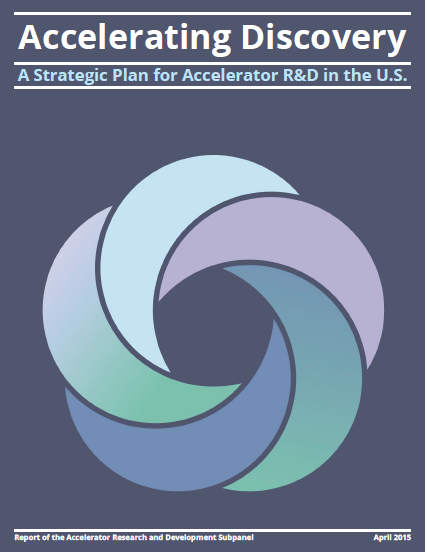 Accelerating Discovery
A Strategic Plan for Accelerator R&D in the U.S.
Report of the Accelerator Research and Development Subpanel April 2015